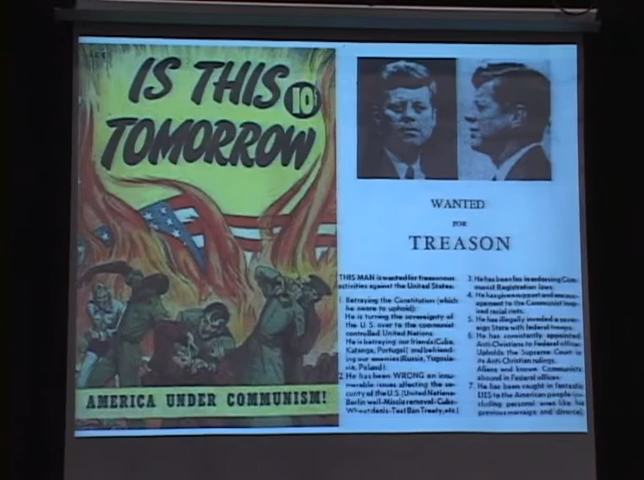 IS THIS
10¢
TOMORROW
AMERICA UNDER COMMUNISM!
WANTED
FOR
TREASON
THIS MAN is wanted for treasonous
activities against the United States:
1. Betraying the Constitution (which
he swore to uphold):
He is turning the sovereignty of
the U.S. over to the communist
controlled United Nations.
He is betraying our friends (Cuba,
Katanga, Portugal) and befriend-
ing our enemies (Russia, Yugosla-
via, Poland).
2. He has been WRONG on innu-
merable issues affecting the se-
curity of the U.S. (United Nations-
Berlin wall-Missle removal-Cuba-
Wheat deals-Test Ban Treaty, etc.)
3. He has been lax in enforcing Com-
munist Registration laws.
4. He has given support and encour-
agement to the Communist insp-
ired racial riots.
5. He has illegally invaded a sover-
eign State with federal troops.
6. He has consistently appointed
Anti-Christians to Federal office:
Upholds the Supreme Court in
its Anti-Christian rulings.
Aliens and known Communists
abound in Federal offices.
7. He has been caught in fantastic
LIES to the American people (in-
cluding personal ones like his
previous marraige and divorce).